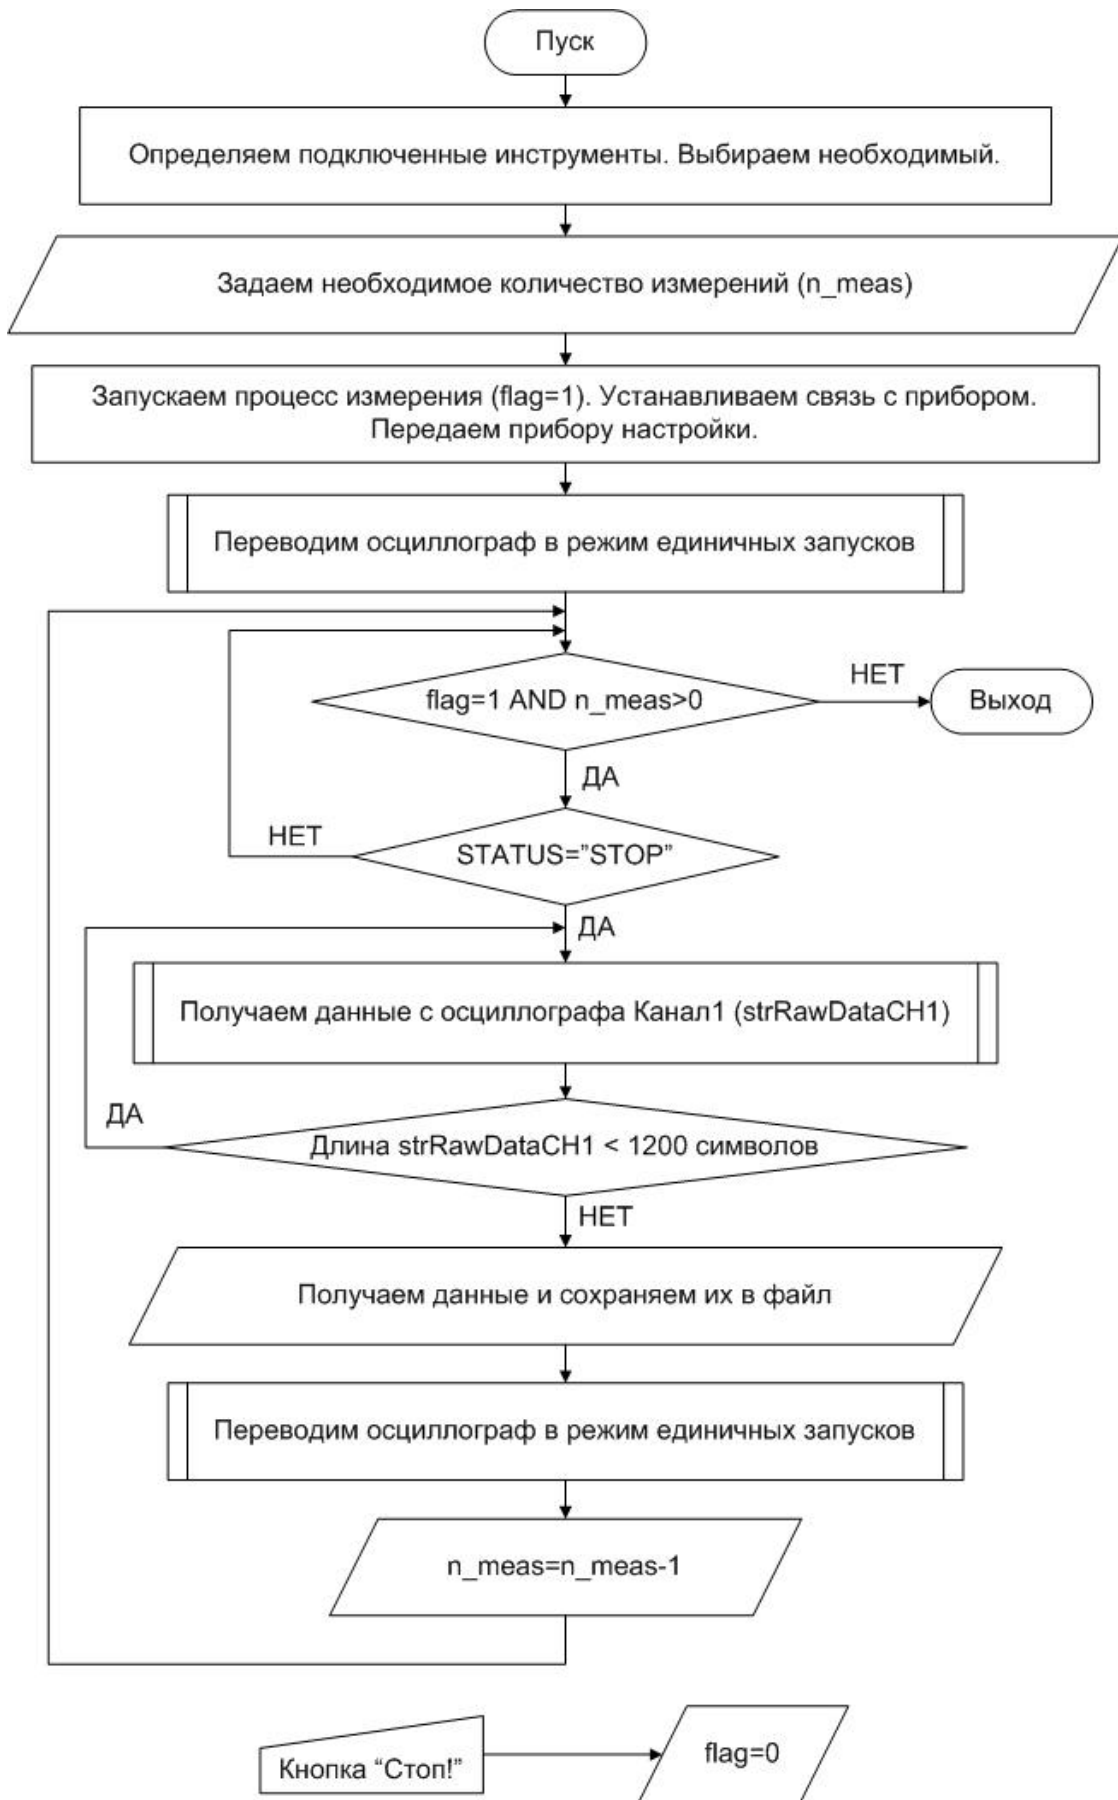 Пуск
Определяем подключенные инструменты. Выбираем необходимый.
Задаем необходимое количество измерений (n_meas)
Запускаем процесс измерения (flag=1). Устанавливаем связь с прибором.
Передаем прибору настройки.
Переводим осциллограф в режим единичных запусков
flag=1 AND n_meas>0
НЕТ
Выход
ДА
НЕТ
STATUS=”STOP”
ДА
Получаем данные с осциллографа Канал1 (strRawDataCH1)
ДА
Длина strRawDataCH1 < 1200 символов
НЕТ
Получаем данные и сохраняем их в файл
Переводим осциллограф в режим единичных запусков
n_meas=n_meas-1
Кнопка “Стоп!”
flag=0